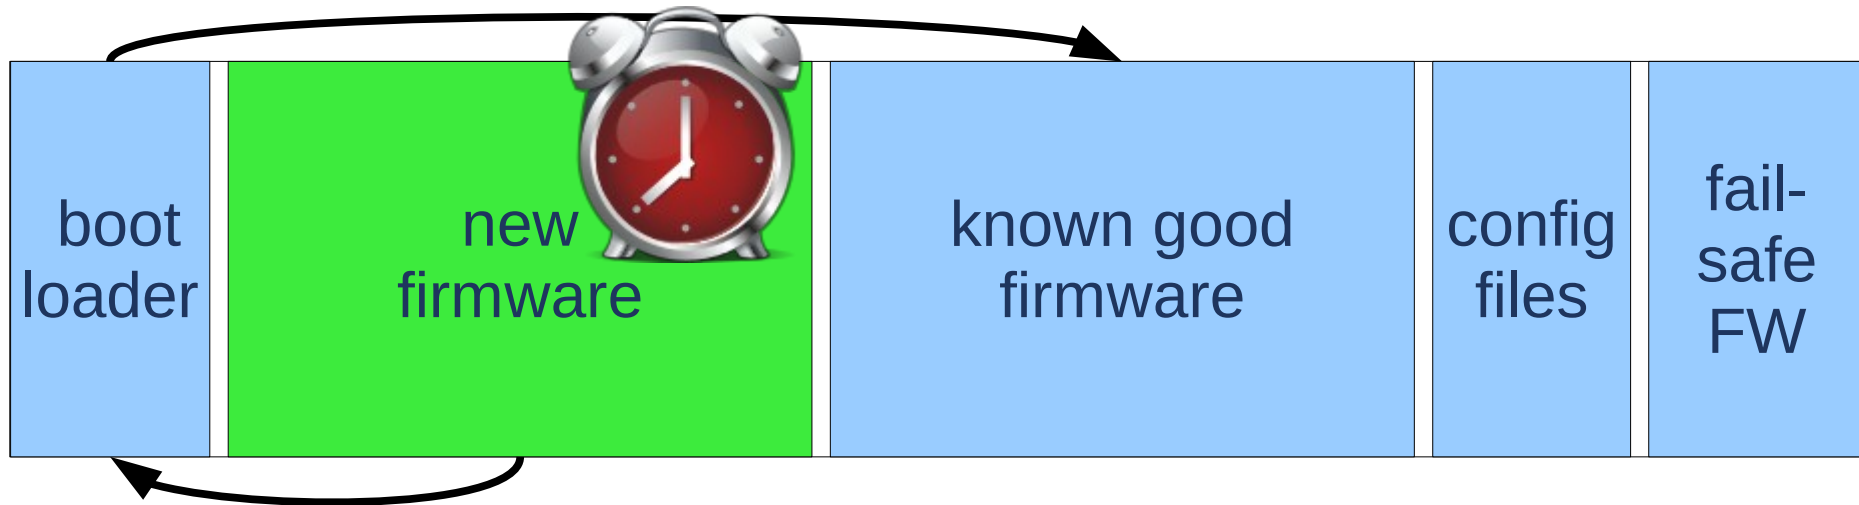 boot
loader
new
firmware
known good
firmware
config
files
fail-
safe
FW